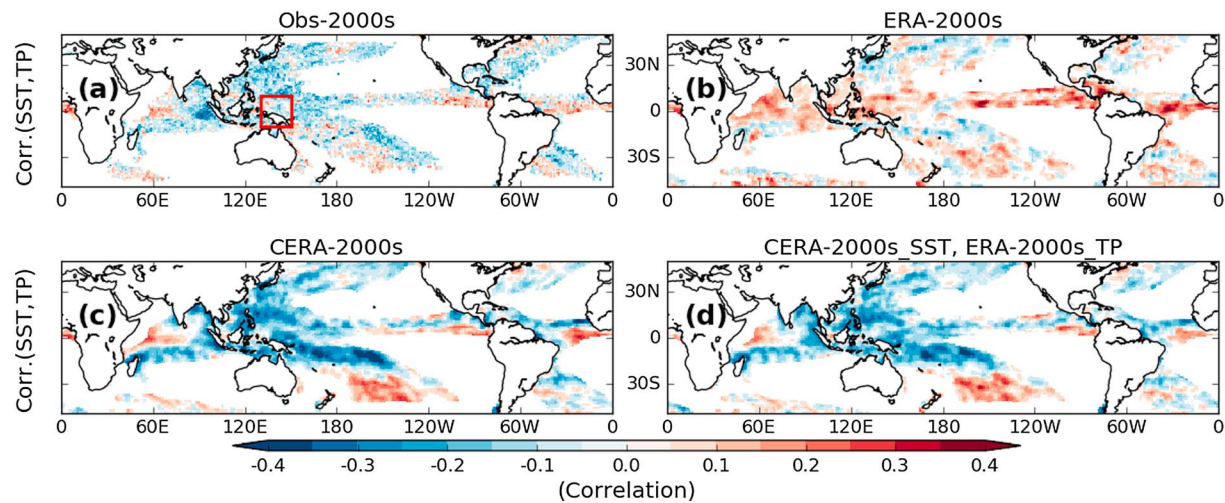 Obs-2000s
ERA-2000s
Corr.(SST,TP)
(a)
(b)
30N
0
30S
0 60E 120E 180 120W 60W 0
0 60E 120E 180 120W 60W 0
CERA-2000s
CERA-2000s_SST, ERA-2000s_TP
Corr.(SST,TP)
(c)
(d)
30N
0
30S
0 60E 120E 180 120W 60W 0
0 60E 120E 180 120W 60W 0
-0.4 -0.3 -0.2 -0.1 0.0 0.1 0.2 0.3 0.4
(Correlation)